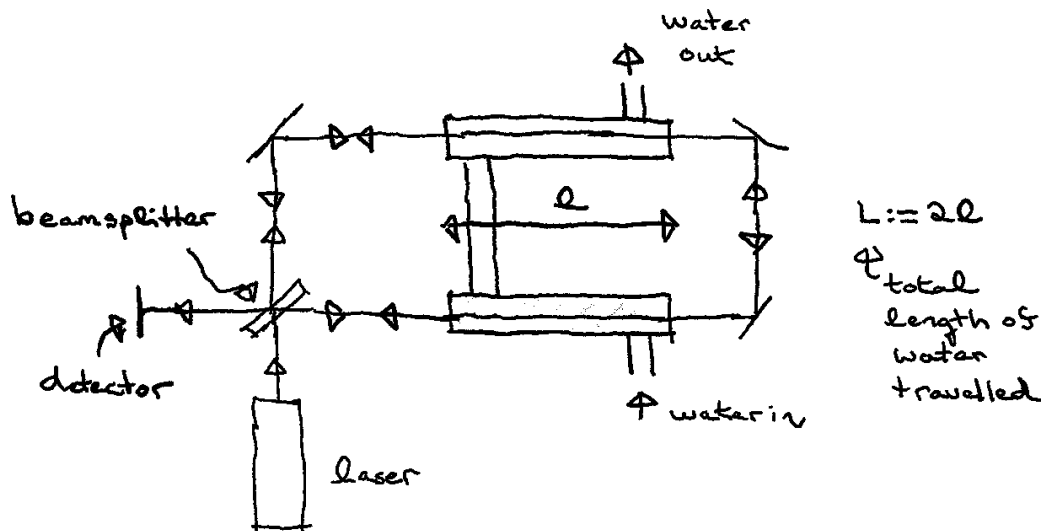 water
out
beamsplitter
l
L:=2l
total
length of
water
travelled
detector
water in
laser